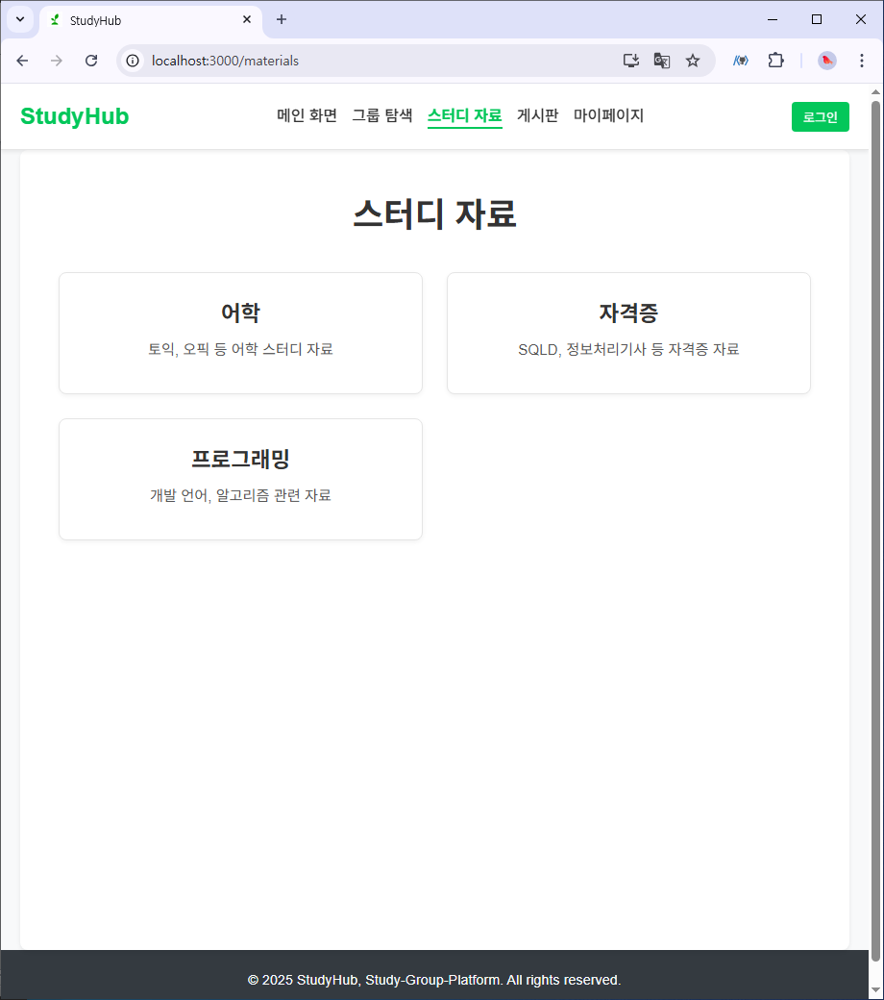 StudyHub
localhost:3000/materials
StudyHub
메인 화면 그룹 탐색 스터디 자료 게시판 마이페이지
로그인
스터디 자료
어학
토익, 오픽 등 어학 스터디 자료
자격증
SQLD, 정보처리기사 등 자격증 자료
프로그래밍
개발 언어, 알고리즘 관련 자료
© 2025 StudyHub, Study-Group-Platform. All rights reserved.